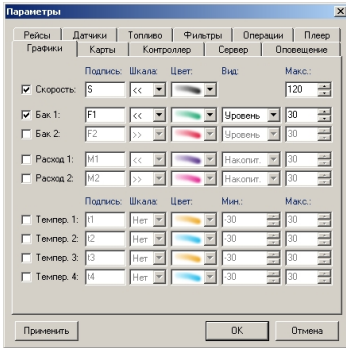 Параметры
Рейсы Датчики Топливо Фильтры Операции Плеер
Графики Карты Контроллер Сервер Оповещение
Подпись: Шкала: Цвет: Вид: Макс.:
Скорость: S << 120
Бак 1: F1 << Уровень 30
Бак 2: F2 >> Уровень 30
Расход 1: M1 << Накопит. 30
Расход 2: M2 >> Накопит. 30
Подпись: Шкала: Цвет: Мин.: Макс.:
Темпер. 1: t1 Нет -30 30
Темпер. 2: t2 Нет -30 30
Темпер. 3: t3 Нет -30 30
Темпер. 4: t4 Нет -30 30
Применить OK Отмена